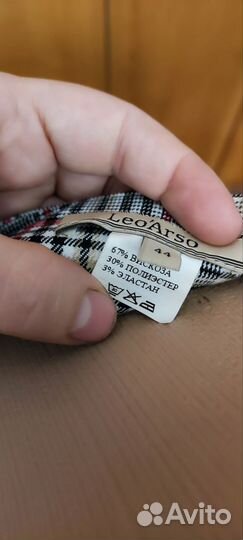 LeoArso
44
67% ВИСКОЗА
30% ПОЛИЭСТЕР
3% ЭЛАСТАН
Avito